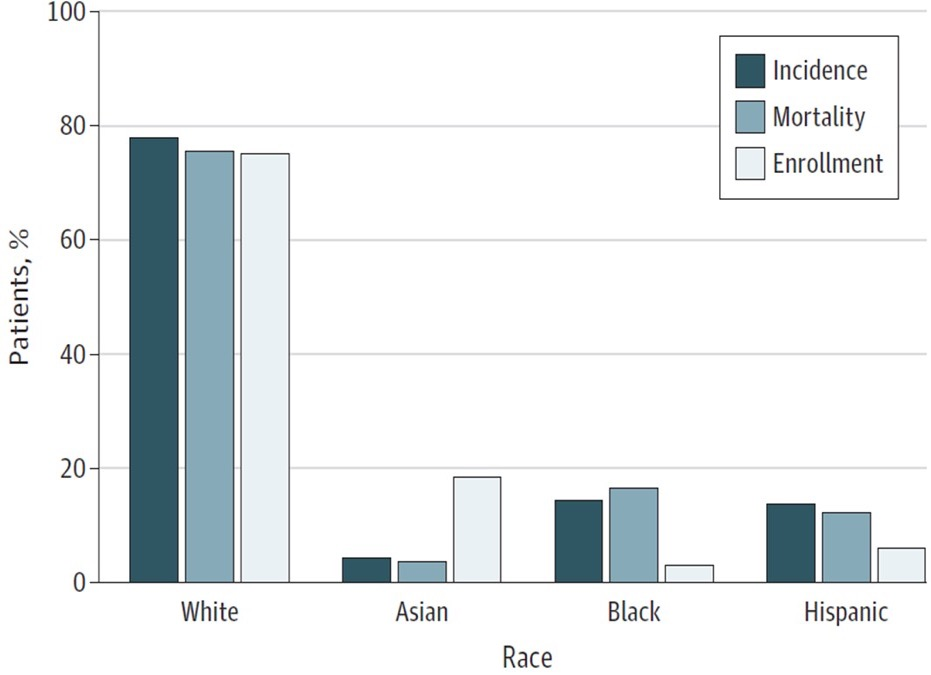 100
80
60
40
20
0
Patients, %
Incidence
Mortality
Enrollment
White
Asian
Black
Hispanic
Race